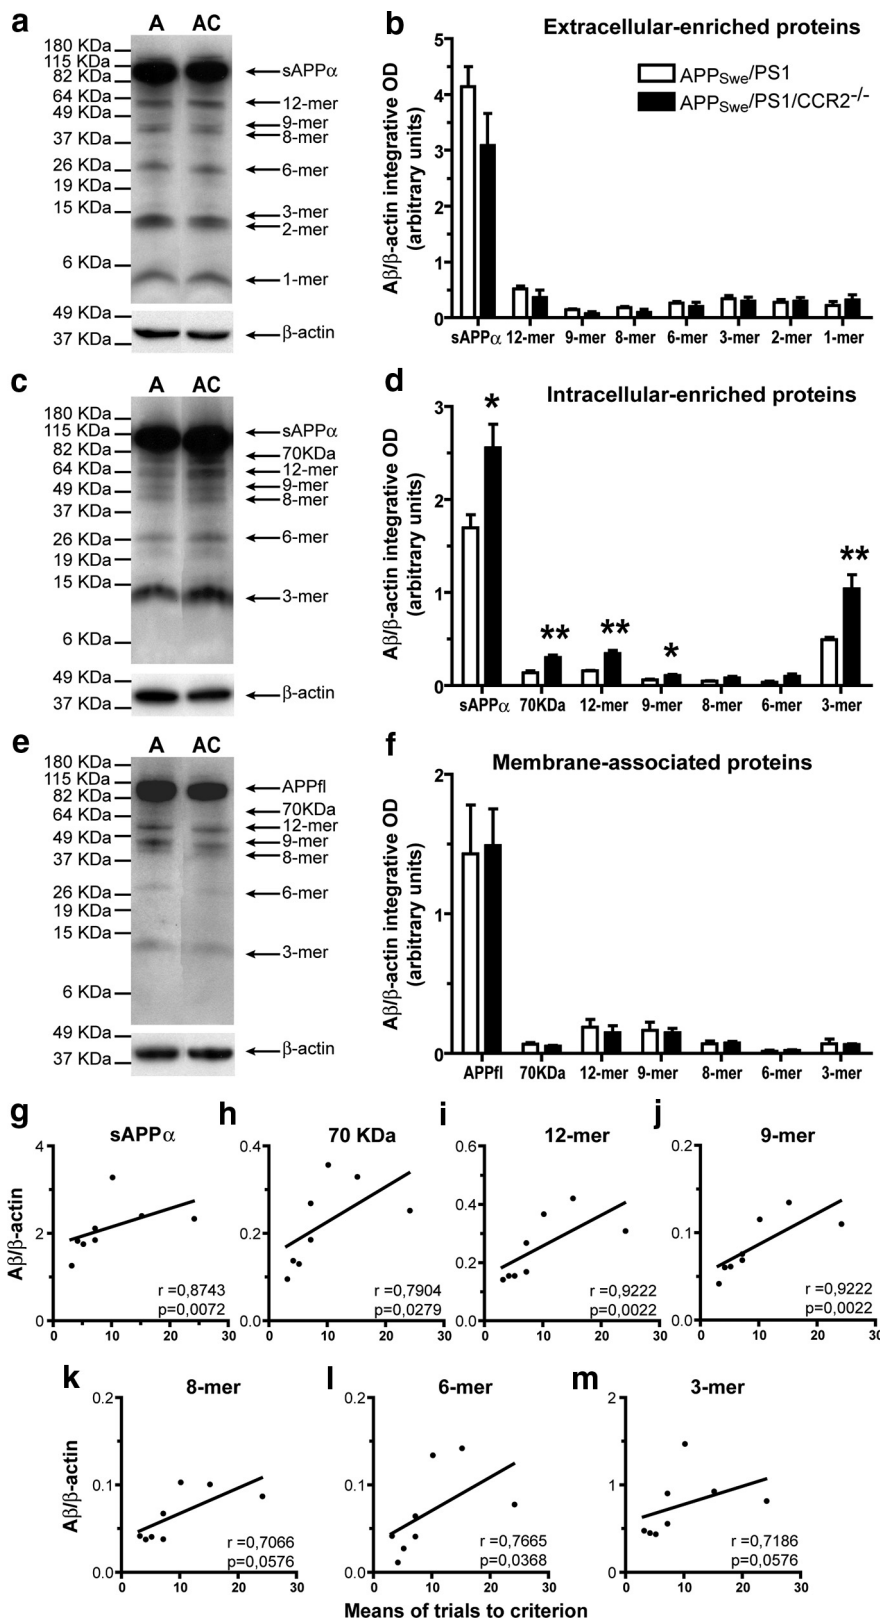 a
A AC
180 KDa
115 KDa
82 KDa
64 KDa
49 KDa
37 KDa
26 KDa
19 KDa
15 KDa
6 KDa
49 KDa
37 KDa
sAPPα
12-mer
9-mer
8-mer
6-mer
3-mer
2-mer
1-mer
β-actin
b
Extracellular-enriched proteins
APPSwe/PS1
APPSwe/PS1/CCR2-/-
Aβ/β-actin integrative OD
(arbitrary units)
5
4
3
2
1
0
sAPPα 12-mer 9-mer 8-mer 6-mer 3-mer 2-mer 1-mer
c
A AC
180 KDa
115 KDa
82 KDa
64 KDa
49 KDa
37 KDa
26 KDa
19 KDa
15 KDa
6 KDa
49 KDa
37 KDa
sAPPα
70KDa
12-mer
9-mer
8-mer
6-mer
3-mer
β-actin
d
Intracellular-enriched proteins
Aβ/β-actin integrative OD
(arbitrary units)
3
2
1
0
* ** ** * **
sAPPα 70KDa 12-mer 9-mer 8-mer 6-mer 3-mer
e
A AC
180 KDa
115 KDa
82 KDa
64 KDa
49 KDa
37 KDa
26 KDa
19 KDa
15 KDa
6 KDa
49 KDa
37 KDa
APPfl
70KDa
12-mer
9-mer
8-mer
6-mer
3-mer
β-actin
f
Membrane-associated proteins
Aβ/β-actin integrative OD
(arbitrary units)
2
1
0
APPfl 70KDa 12-mer 9-mer 8-mer 6-mer 3-mer
g
sAPPα
Aβ/β-actin
4
2
0
r =0,8743
p=0,0072
0 10 20 30
h
70 KDa
0.4
0.2
0.0
r =0,7904
p=0,0279
0 10 20 30
i
12-mer
0.6
0.4
0.2
0.0
r =0,9222
p=0,0022
0 10 20 30
j
9-mer
0.2
0.1
0.0
r =0,9222
p=0,0022
0 10 20 30
k
8-mer
Aβ/β-actin
0.2
0.1
0.0
r =0,7066
p=0,0576
0 10 20 30
l
6-mer
0.2
0.1
0.0
r =0,7665
p=0,0368
0 10 20 30
m
3-mer
2
1
0
r =0,7186
p=0,0576
0 10 20 30
Means of trials to criterion